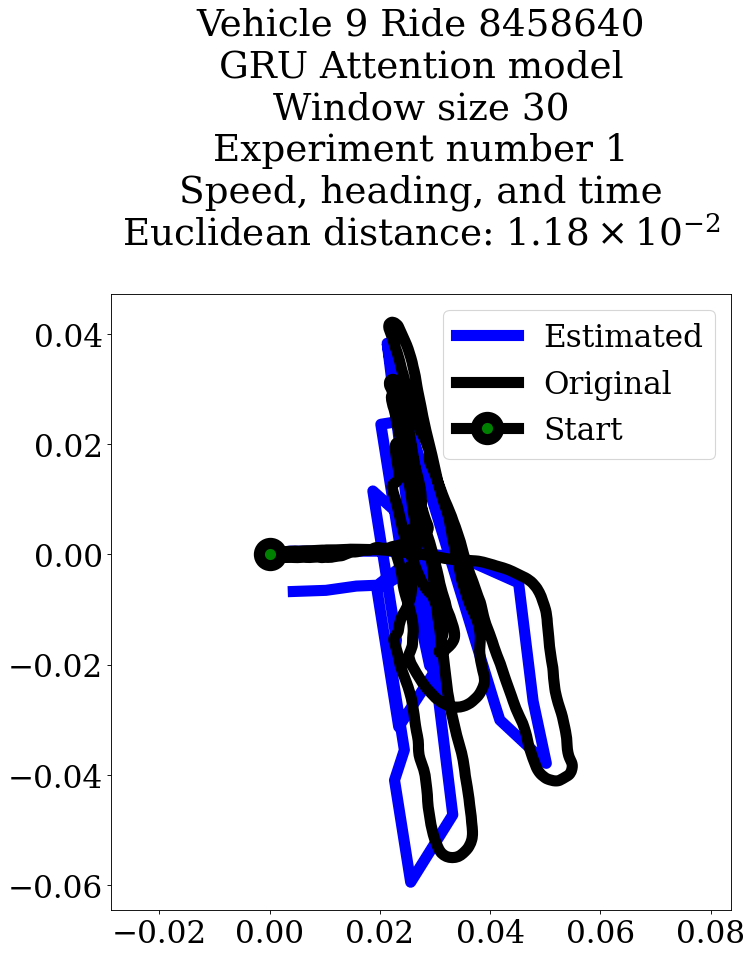 Vehicle 9 Ride 8458640
GRU Attention model
Window size 30
Experiment number 1
Speed, heading, and time
Euclidean distance: 1.18 × 10⁻²
Estimated
Original
Start
0.04
0.02
0.00
−0.02
−0.04
−0.06
−0.02 0.00 0.02 0.04 0.06 0.08